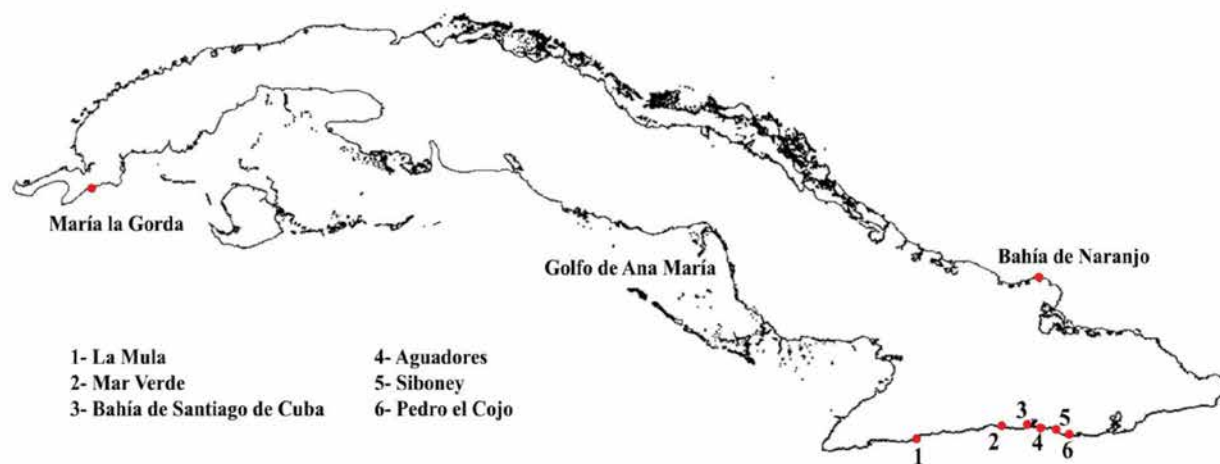 María la Gorda
Golfo de Ana María
Bahía de Naranjo
1- La Mula
2- Mar Verde
3- Bahía de Santiago de Cuba
4- Aguadores
5- Siboney
6- Pedro el Cojo
1
2
3
4
5
6